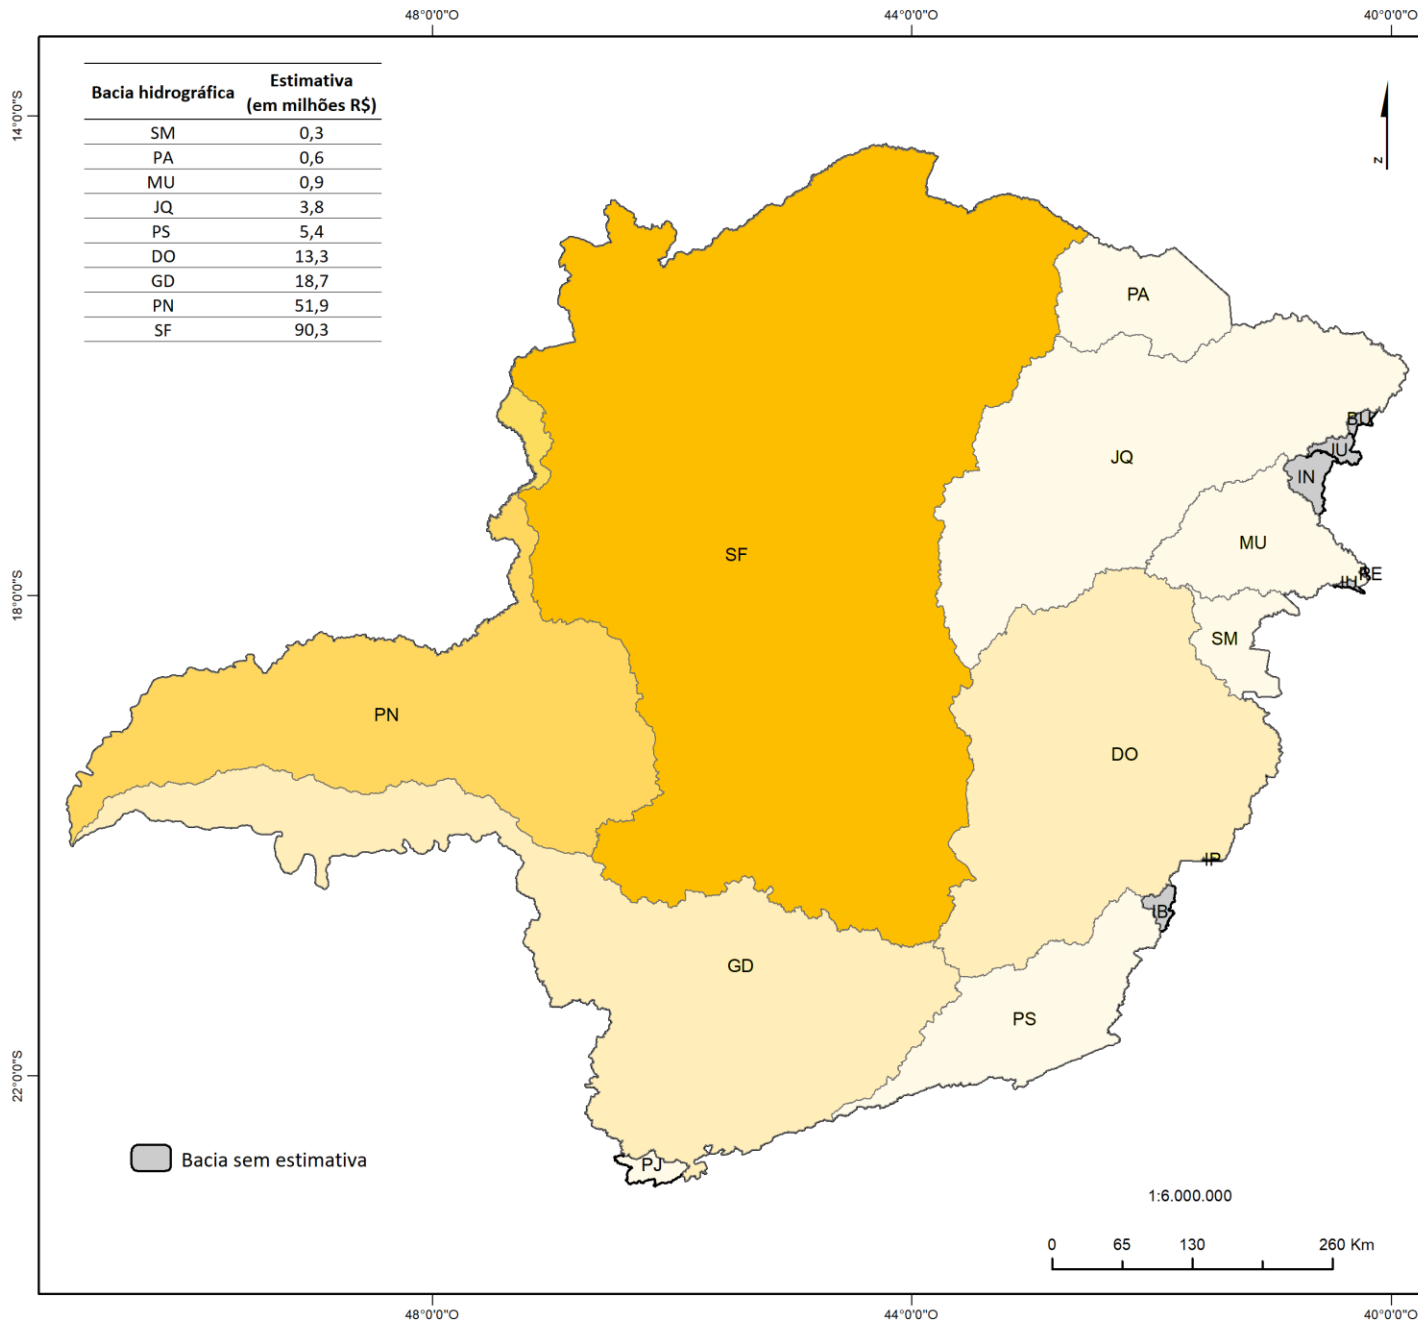 48°0'0"O 44°0'0"O 40°0'0"O
Bacia hidrográfica Estimativa (em milhões R$)
SM 0,3
PA 0,6
MU 0,9
JQ 3,8
PS 5,4
DO 13,3
GD 18,7
PN 51,9
SF 90,3
14°0'0"S
z
PA
BU
JQ
JU
IN
SF
MU
PE
IH
18°0'0"S
SM
PN
DO
IP
IB
GD
PS
22°0'0"S
PJ
Bacia sem estimativa
1:6.000.000
0 65 130 260 Km
48°0'0"O 44°0'0"O 40°0'0"O